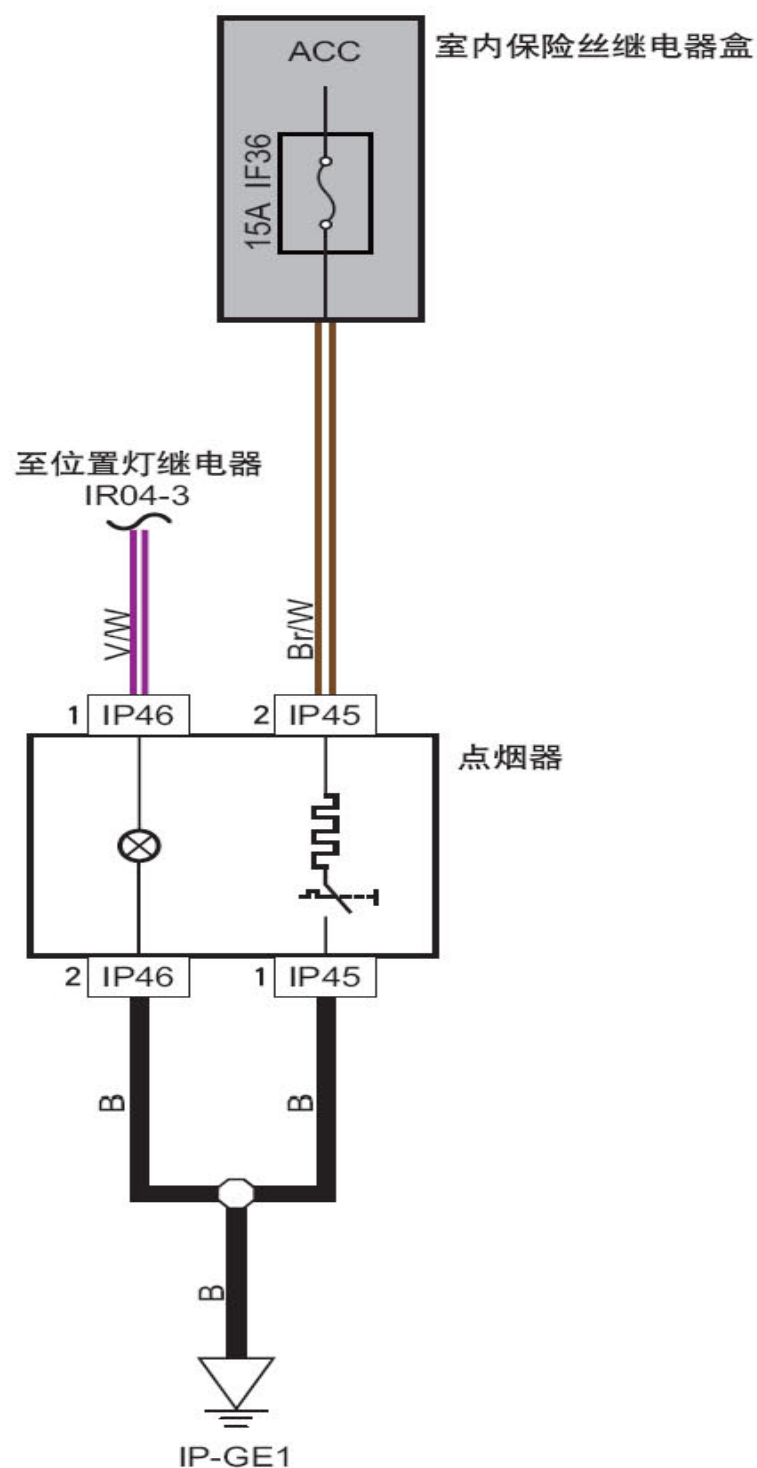 ACC
室内保险丝继电器盒
15A IF36
至位置灯继电器
IR04-3
V/W
Br/W
1 IP46
2 IP45
点烟器
2 IP46
1 IP45
B
B
B
IP-GE1